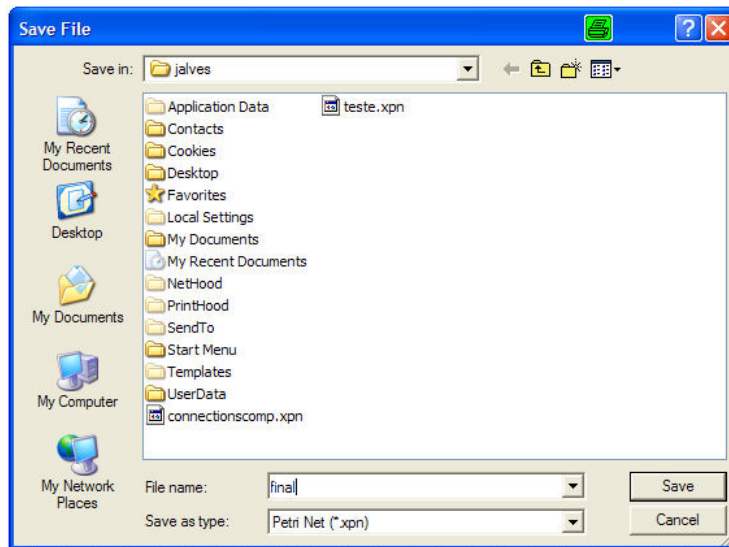 Save File
?
Save in:
jalves
My Recent
Documents
Desktop
My Documents
My Computer
My Network
Places
Application Data
Contacts
Cookies
Desktop
Favorites
Local Settings
My Documents
My Recent Documents
NetHood
PrintHood
SendTo
Start Menu
Templates
UserData
connectionscomp.xpn
teste.xpn
File name:
final
Save
Save as type:
Petri Net (*.xpn)
Cancel